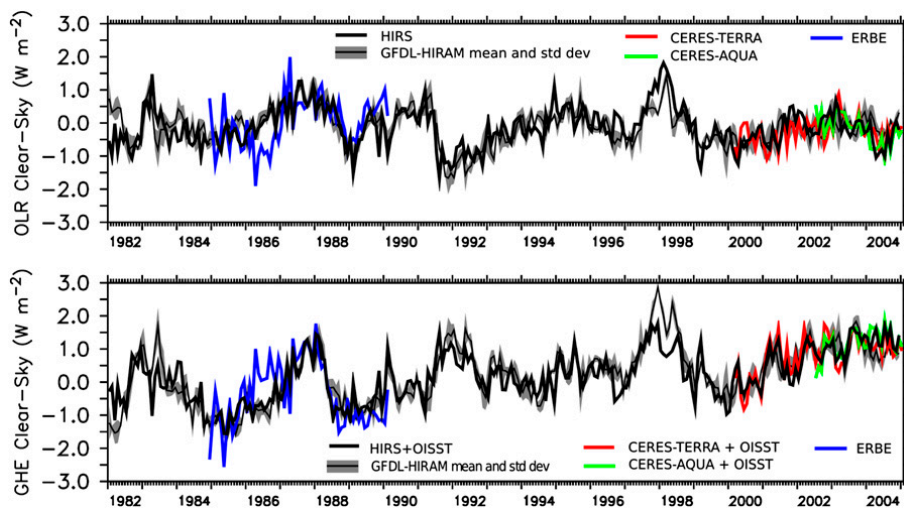 3.0
2.0
1.0
0.0
-1.0
-2.0
-3.0
OLR Clear-Sky (W m-2)
HIRS
GFDL-HIRAM mean and std dev
CERES-TERRA
CERES-AQUA
ERBE
1982 1984 1986 1988 1990 1992 1994 1996 1998 2000 2002 2004
3.0
2.0
1.0
0.0
-1.0
-2.0
-3.0
GHE Clear-Sky (W m-2)
HIRS+OISST
GFDL-HIRAM mean and std dev
CERES-TERRA + OISST
CERES-AQUA + OISST
ERBE
1982 1984 1986 1988 1990 1992 1994 1996 1998 2000 2002 2004